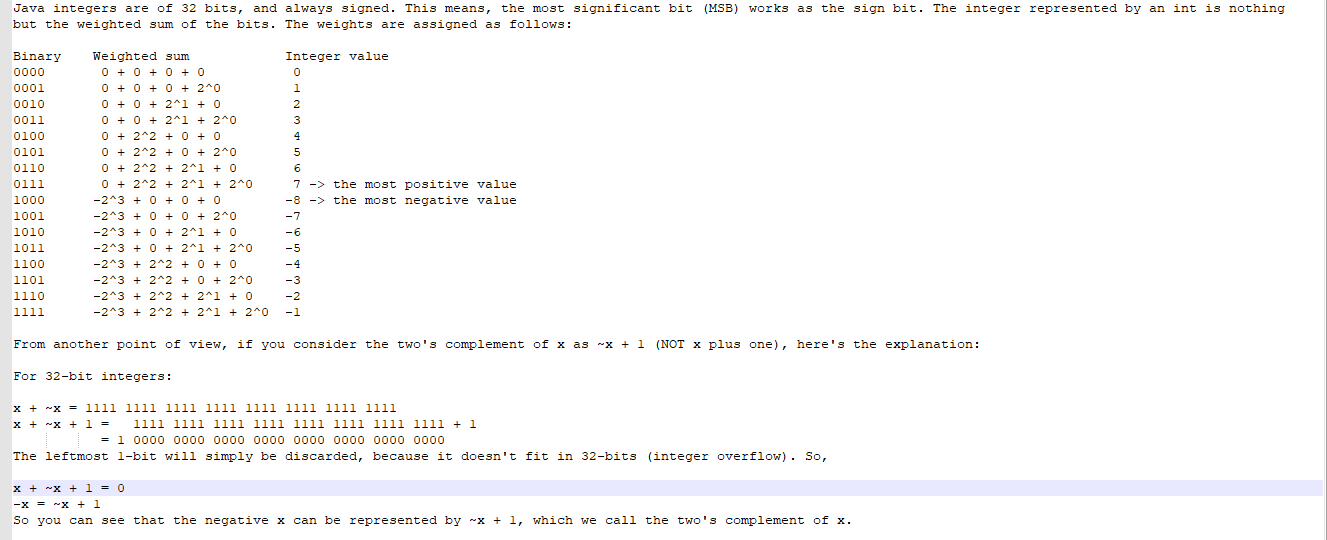 Java integers are of 32 bits, and always signed. This means, the most significant bit (MSB) works as the sign bit. The integer represented by an int is nothing
but the weighted sum of the bits. The weights are assigned as follows:
Binary    Weighted sum            Integer value
0000       0 + 0 + 0 + 0           0
0001       0 + 0 + 0 + 2^0         1
0010       0 + 0 + 2^1 + 0         2
0011       0 + 0 + 2^1 + 2^0       3
0100       0 + 2^2 + 0 + 0         4
0101       0 + 2^2 + 0 + 2^0       5
0110       0 + 2^2 + 2^1 + 0       6
0111       0 + 2^2 + 2^1 + 2^0     7 -> the most positive value
1000      -2^3 + 0 + 0 + 0        -8 -> the most negative value
1001      -2^3 + 0 + 0 + 2^0      -7
1010      -2^3 + 0 + 2^1 + 0      -6
1011      -2^3 + 0 + 2^1 + 2^0    -5
1100      -2^3 + 2^2 + 0 + 0      -4
1101      -2^3 + 2^2 + 0 + 2^0    -3
1110      -2^3 + 2^2 + 2^1 + 0    -2
1111      -2^3 + 2^2 + 2^1 + 2^0  -1
From another point of view, if you consider the two's complement of x as ~x + 1 (NOT x plus one), here's the explanation:
For 32-bit integers:
x + ~x = 1111 1111 1111 1111 1111 1111 1111 1111
x + ~x + 1 =   1111 1111 1111 1111 1111 1111 1111 1111 + 1
           = 1 0000 0000 0000 0000 0000 0000 0000 0000
The leftmost 1-bit will simply be discarded, because it doesn't fit in 32-bits (integer overflow). So,
x + ~x + 1 = 0
-x = ~x + 1
So you can see that the negative x can be represented by ~x + 1, which we call the two's complement of x.